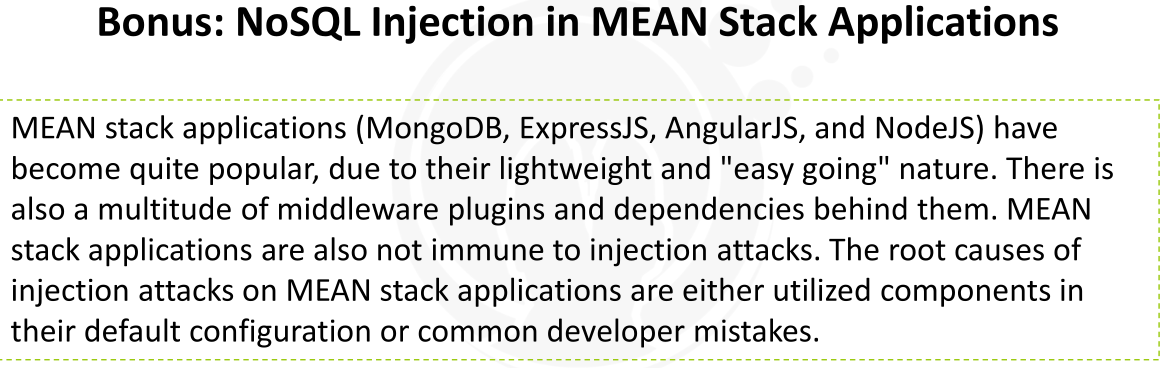 Bonus: NoSQL Injection in MEAN Stack Applications
MEAN stack applications (MongoDB, ExpressJS, AngularJS, and NodeJS) have
become quite popular, due to their lightweight and "easy going" nature. There is
also a multitude of middleware plugins and dependencies behind them. MEAN
stack applications are also not immune to injection attacks. The root causes of
injection attacks on MEAN stack applications are either utilized components in
their default configuration or common developer mistakes.